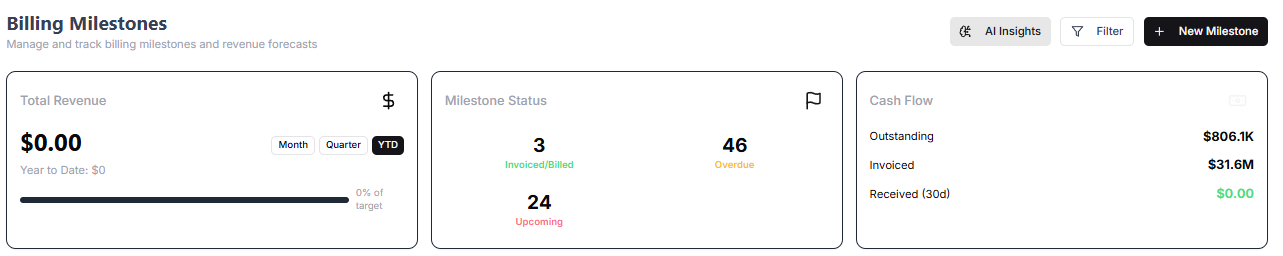 Billing Milestones
Manage and track billing milestones and revenue forecasts
AI Insights
Filter
New Milestone
Total Revenue
$0.00
Month
Quarter
YTD
Year to Date: $0
0% of
target
Milestone Status
3
Invoiced/Billed
46
Overdue
24
Upcoming
Cash Flow
Outstanding $806.1K
Invoiced $31.6M
Received (30d) $0.00